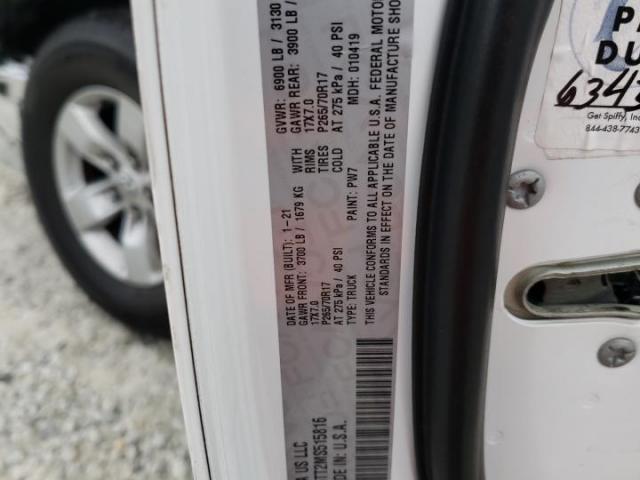 A US LLC
DATE OF MFR (BUILT): 1-21 GVWR: 6900 LB / 3130
GAWR FRONT: 3700 LB / 1679 KG WITH GAWR REAR: 3900 LB /
17X7.0 RIMS 17X7.0
P265/70R17 TIRES P265/70R17
AT 275 kPa / 40 PSI COLD AT 275 kPa / 40 PSI
TYPE: TRUCK PAINT: PW7 MDH: 010419
THIS VEHICLE CONFORMS TO ALL APPLICABLE U.S.A. FEDERAL MOTOR
STANDARDS IN EFFECT ON THE DATE OF MANUFACTURE SHO
TT2MS515816
DE IN: U.S.A.
DU
Get Spiffy, Inc
844-438-7743